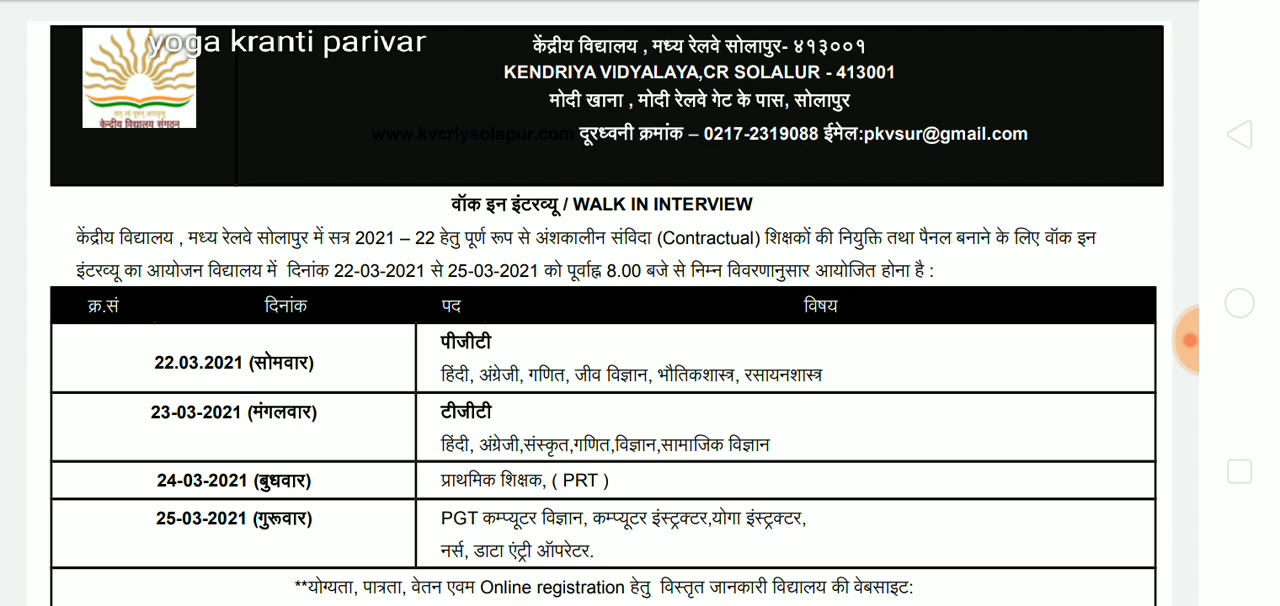 yoga kranti parivar
केंद्रीय विद्यालय , मध्य रेलवे सोलापुर- ४१३००१
KENDRIYA VIDYALAYA,CR SOLALUR - 413001
मोदी खाना , मोदी रेलवे गेट के पास, सोलापुर
www.kvcrlysolapur.com दूरध्वनी क्रमांक – 0217-2319088 ईमेल:pkvsur@gmail.com
केन्द्रीय विद्यालय संगठन
वॉक इन इंटरव्यू / WALK IN INTERVIEW
केंद्रीय विद्यालय , मध्य रेलवे सोलापुर में सत्र 2021 – 22 हेतु पूर्ण रूप से अंशकालीन संविदा (Contractual) शिक्षकों की नियुक्ति तथा पैनल बनाने के लिए वॉक इन
इंटरव्यू का आयोजन विद्यालय में दिनांक 22-03-2021 से 25-03-2021 को पूर्वाह्न 8.00 बजे से निम्न विवरणानुसार आयोजित होना है :
क्र.सं दिनांक पद विषय
22.03.2021 (सोमवार) पीजीटी
हिंदी, अंग्रेजी, गणित, जीव विज्ञान, भौतिकशास्त्र, रसायनशास्त्र
23-03-2021 (मंगलवार) टीजीटी
हिंदी, अंग्रेजी,संस्कृत,गणित,विज्ञान,सामाजिक विज्ञान
24-03-2021 (बुधवार) प्राथमिक शिक्षक, ( PRT )
25-03-2021 (गुरूवार) PGT कम्प्यूटर विज्ञान, कम्प्यूटर इंस्ट्रक्टर,योगा इंस्ट्रक्टर,
नर्स, डाटा एंट्री ऑपरेटर.
**योग्यता, पात्रता, वेतन एवम Online registration हेतु विस्तृत जानकारी विद्यालय की वेबसाइट: